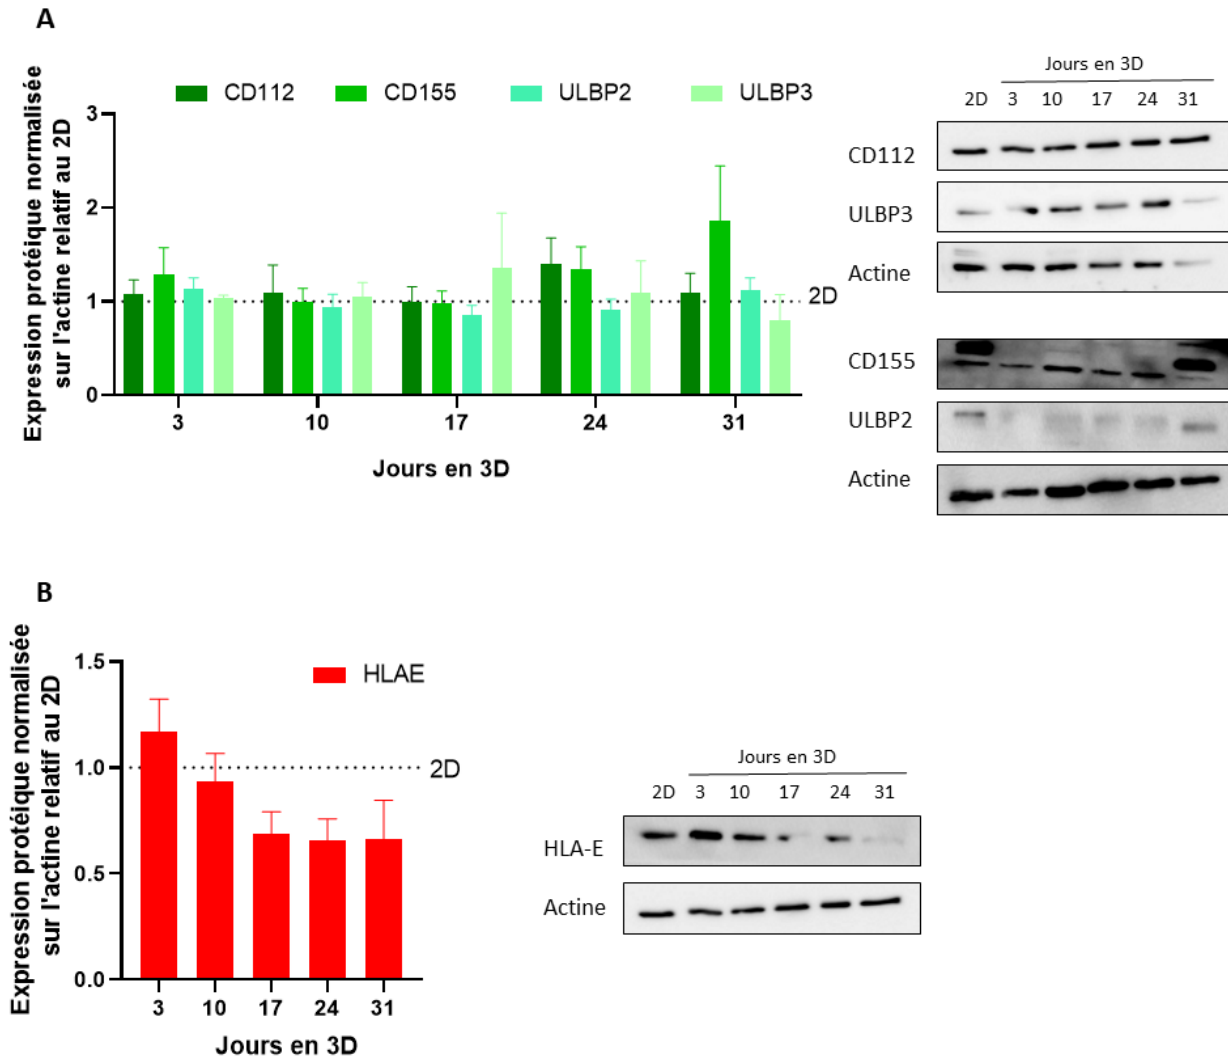 A
Expression protéique normalisée
sur l'actine relatif au 2D
CD112 CD155 ULBP2 ULBP3
3
2
1
0
2D
3 10 17 24 31
Jours en 3D
Jours en 3D
2D 3 10 17 24 31
CD112
ULBP3
Actine
CD155
ULBP2
Actine
B
Expression protéique normalisée
sur l'actine relatif au 2D
HLAE
1.5
1.0
0.5
0.0
2D
3 10 17 24 31
Jours en 3D
Jours en 3D
2D 3 10 17 24 31
HLA-E
Actine